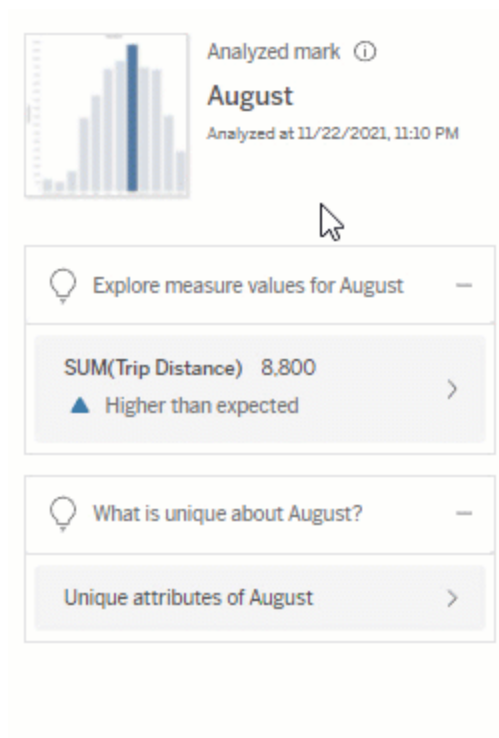 Analyzed mark
August
Analyzed at 11/22/2021, 11:10 PM
Explore measure values for August
SUM(Trip Distance) 8,800
Higher than expected
What is unique about August?
Unique attributes of August